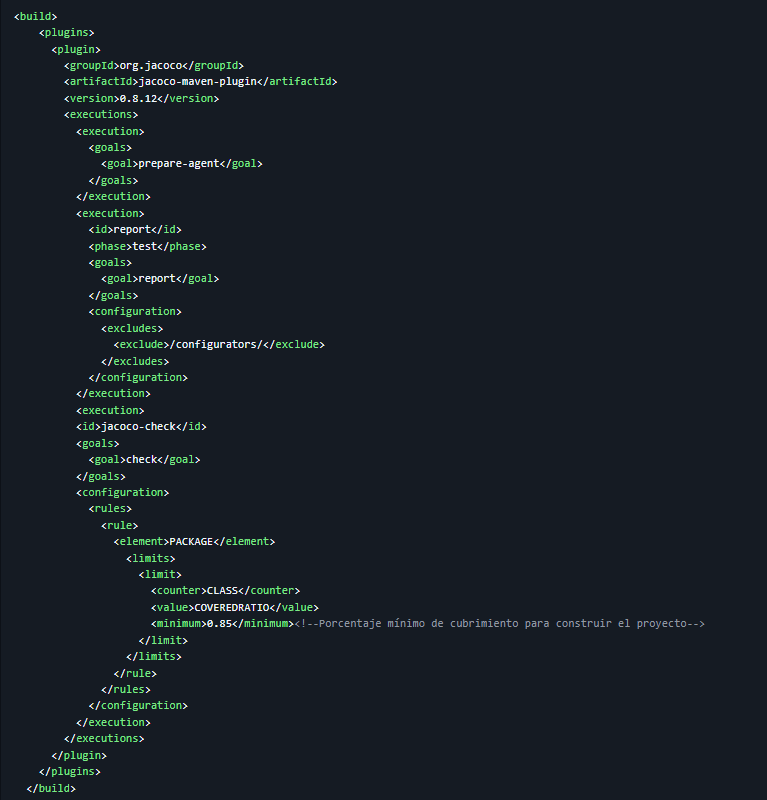 <build>
<plugins>
<plugin>
<groupId>org.jacoco</groupId>
<artifactId>jacoco-maven-plugin</artifactId>
<version>0.8.12</version>
<executions>
<execution>
<goals>
<goal>prepare-agent</goal>
</goals>
</execution>
<execution>
<id>report</id>
<phase>test</phase>
<goals>
<goal>report</goal>
</goals>
<configuration>
<excludes>
<exclude>/configurators/</exclude>
</excludes>
</configuration>
</execution>
<execution>
<id>jacoco-check</id>
<goals>
<goal>check</goal>
</goals>
<configuration>
<rules>
<rule>
<element>PACKAGE</element>
<limits>
<limit>
<counter>CLASS</counter>
<value>COVEREDRATIO</value>
<minimum>0.85</minimum><!--Porcentaje mínimo de cubrimiento para construir el proyecto-->
</limit>
</limits>
</rule>
</rules>
</configuration>
</execution>
</executions>
</plugin>
</plugins>
</build>